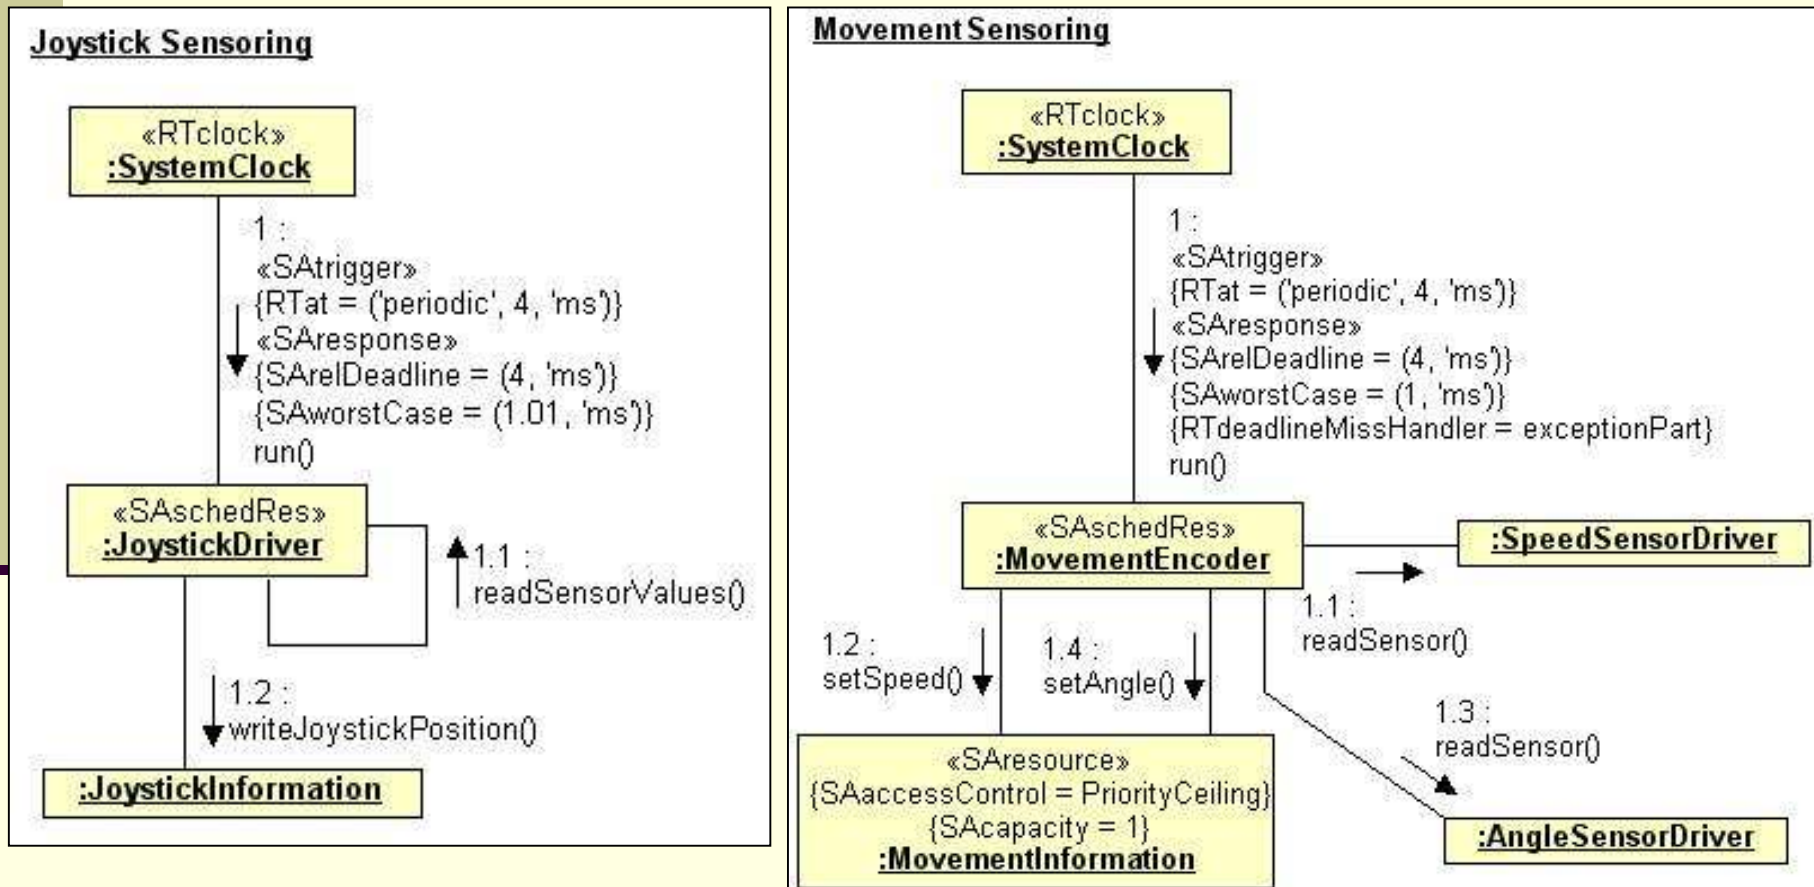 Joystick Sensoring
«RTclock»
:SystemClock
1 :
«SAtrigger»
{RTat = ('periodic', 4, 'ms')}
«SAresponse»
{SArelDeadline = (4, 'ms')}
{SAworstCase = (1.01, 'ms')}
run()
«SAschedRes»
:JoystickDriver
1.1 :
readSensorValues()
1.2 :
writeJoystickPosition()
:JoystickInformation
Movement Sensoring
«RTclock»
:SystemClock
1 :
«SAtrigger»
{RTat = ('periodic', 4, 'ms')}
«SAresponse»
{SArelDeadline = (4, 'ms')}
{SAworstCase = (1, 'ms')}
{RTdeadlineMissHandler = exceptionPart}
run()
«SAschedRes»
:MovementEncoder
:SpeedSensorDriver
1.1 :
readSensor()
1.2 :
setSpeed()
1.4 :
setAngle()
1.3 :
readSensor()
«SAresource»
{SAaccessControl = PriorityCeiling}
{SAcapacity = 1}
:MovementInformation
:AngleSensorDriver